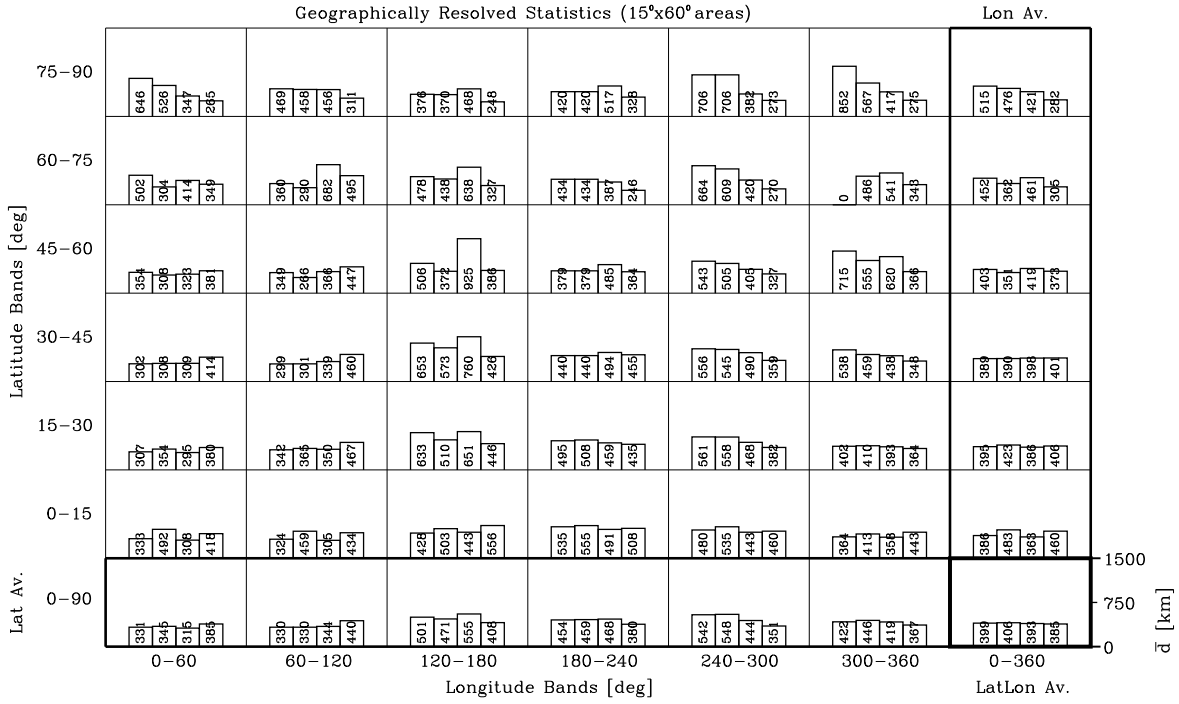 Geographically Resolved Statistics (15°x60° areas) Lon Av.
75−90 646 526 347 265 469 458 456 311 376 370 468 248 420 420 517 328 706 706 382 273 852 567 417 275 515 476 421 282
60−75 502 304 414 349 360 290 682 495 478 438 638 327 434 434 387 246 664 609 420 270 0 486 541 343 452 362 461 305
45−60 354 308 323 381 349 266 366 447 506 372 925 386 379 379 485 364 543 505 405 327 715 555 620 366 403 351 419 373
30−45 302 308 309 414 299 301 339 460 653 573 760 426 440 440 494 455 556 545 490 359 538 459 438 348 389 390 398 401
15−30 307 354 295 380 342 365 350 467 633 510 651 446 495 508 459 435 561 558 468 382 402 410 393 364 395 423 386 406
0−15 333 492 308 418 324 459 305 434 428 503 443 556 535 555 491 508 480 535 443 460 364 413 358 443 386 483 363 460
0−90 331 345 315 385 330 330 344 440 501 471 555 408 454 459 468 380 542 548 444 351 422 446 419 367 399 406 393 385
Latitude Bands [deg]
Lat Av.
1500
750
0
d̅ [km]
0−60 60−120 120−180 180−240 240−300 300−360 0−360
Longitude Bands [deg] LatLon Av.